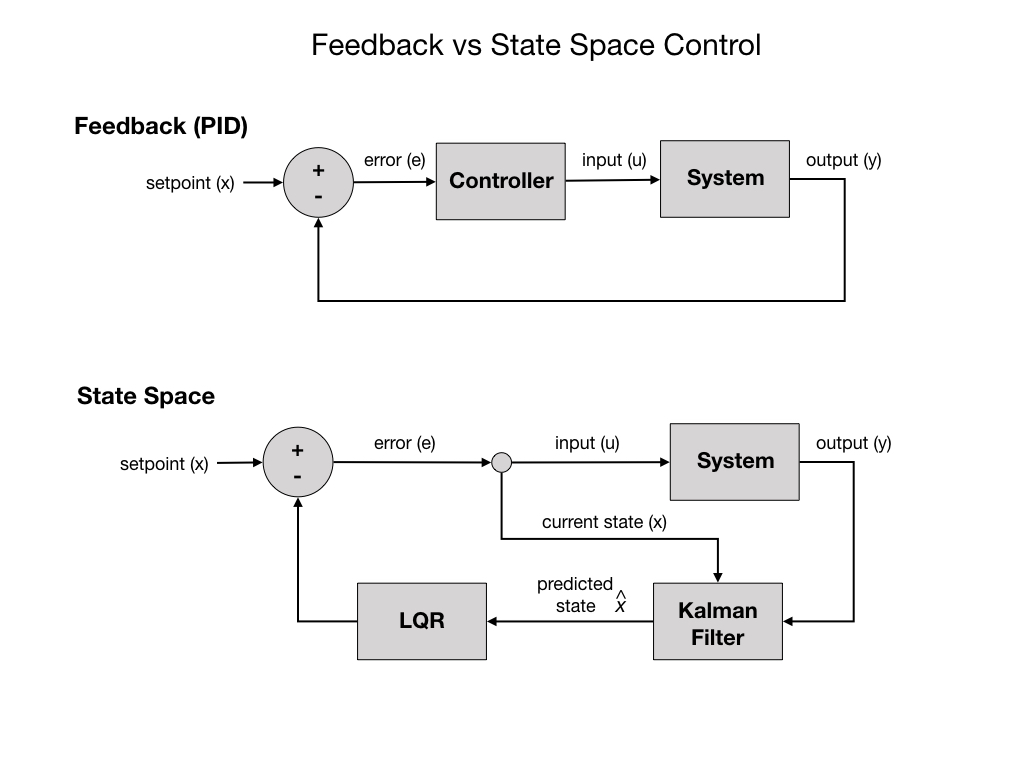 Feedback vs State Space Control
Feedback (PID)
setpoint (x)
+
-
error (e)
Controller
input (u)
System
output (y)
State Space
setpoint (x)
+
-
error (e)
input (u)
System
output (y)
current state (x)
LQR
predicted
state x̂
Kalman
Filter